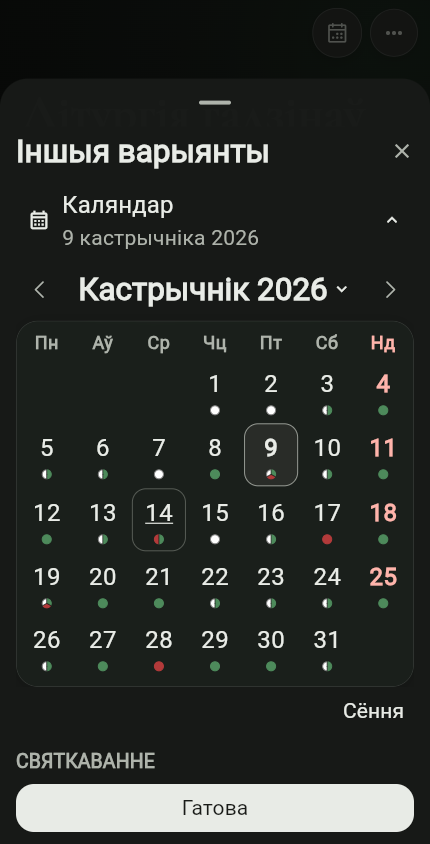 Іншыя варыянты
Каляндар
9 кастрычніка 2026
Кастрычнік 2026
Пн Аў Ср Чц Пт Сб Нд
1 2 3 4
5 6 7 8 9 10 11
12 13 14 15 16 17 18
19 20 21 22 23 24 25
26 27 28 29 30 31
Сёння
СВЯТКАВАННЕ
Гатова